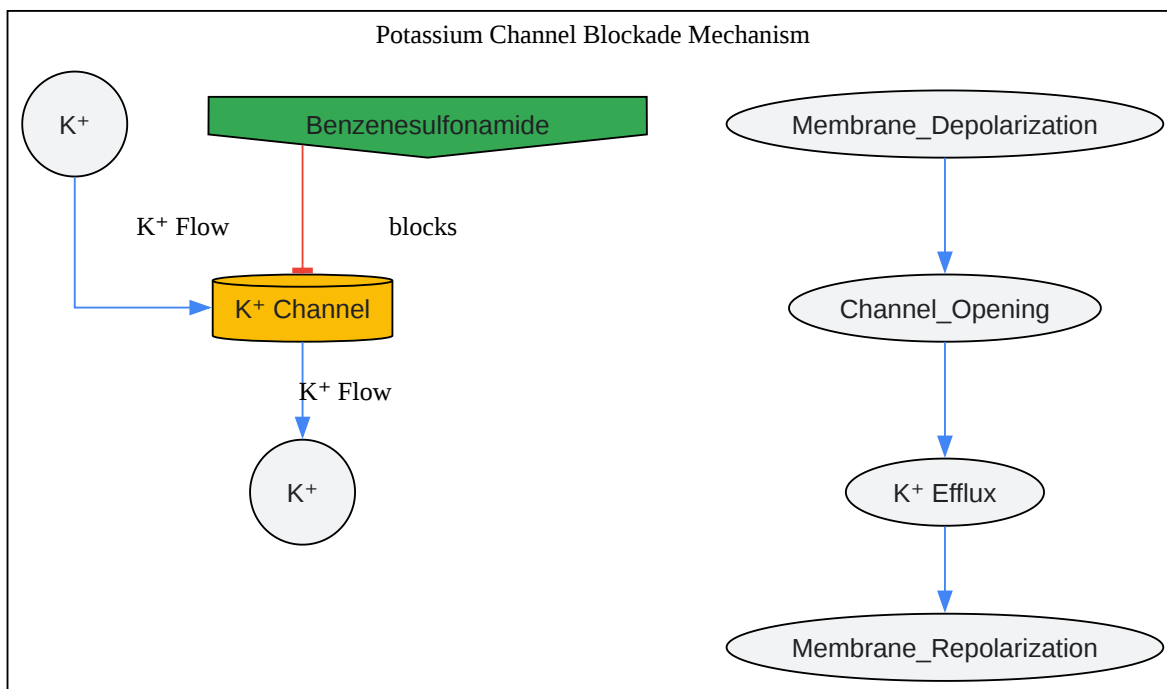 Potassium Channel Blockade Mechanism
K⁺
Benzenesulfonamide
K⁺ Flow
blocks
K⁺ Channel
K⁺ Flow
K⁺
Membrane_Depolarization
Channel_Opening
K⁺ Efflux
Membrane_Repolarization